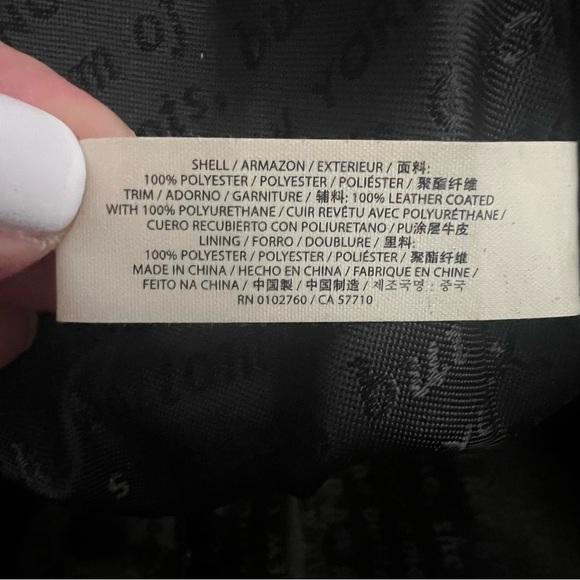 SHELL / ARMAZON / EXTERIEUR / 面料:
100% POLYESTER / POLYESTER / POLIÉSTER / 聚酯纤维
TRIM / ADORNO / GARNITURE / 辅料: 100% LEATHER COATED
WITH 100% POLYURETHANE / CUIR REVÊTU AVEC POLYURÉTHANE /
CUERO RECUBIERTO CON POLIURETANO / PU涂层牛皮
LINING / FORRO / DOUBLURE / 里料:
100% POLYESTER / POLYESTER / POLIÉSTER / 聚酯纤维
MADE IN CHINA / HECHO EN CHINA / FABRIQUE EN CHINE /
FEITO NA CHINA / 中国製 / 中国制造 / 제조국명 : 중국
RN 0102760 / CA 57710